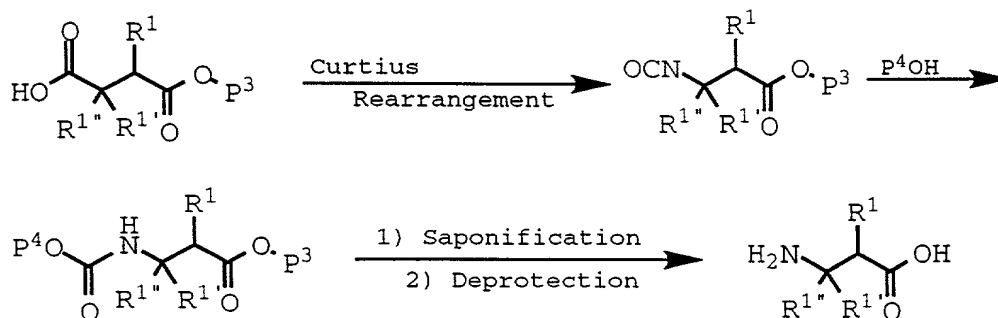 O R¹
HO O P³
R¹" R¹' O
Curtius
Rearrangement
R¹
OCN O P³
R¹" R¹' O
P⁴OH
R¹
P⁴ O H N O P³
O R¹" R¹' O
1) Saponification
2) Deprotection
R¹
H₂N OH
R¹" R¹' O